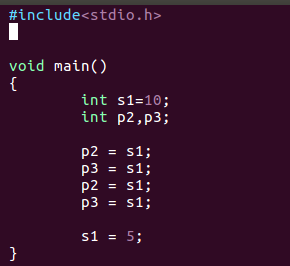 #include<stdio.h>
void main()
{
        int s1=10;
        int p2,p3;
        p2 = s1;
        p3 = s1;
        p2 = s1;
        p3 = s1;
        s1 = 5;
}